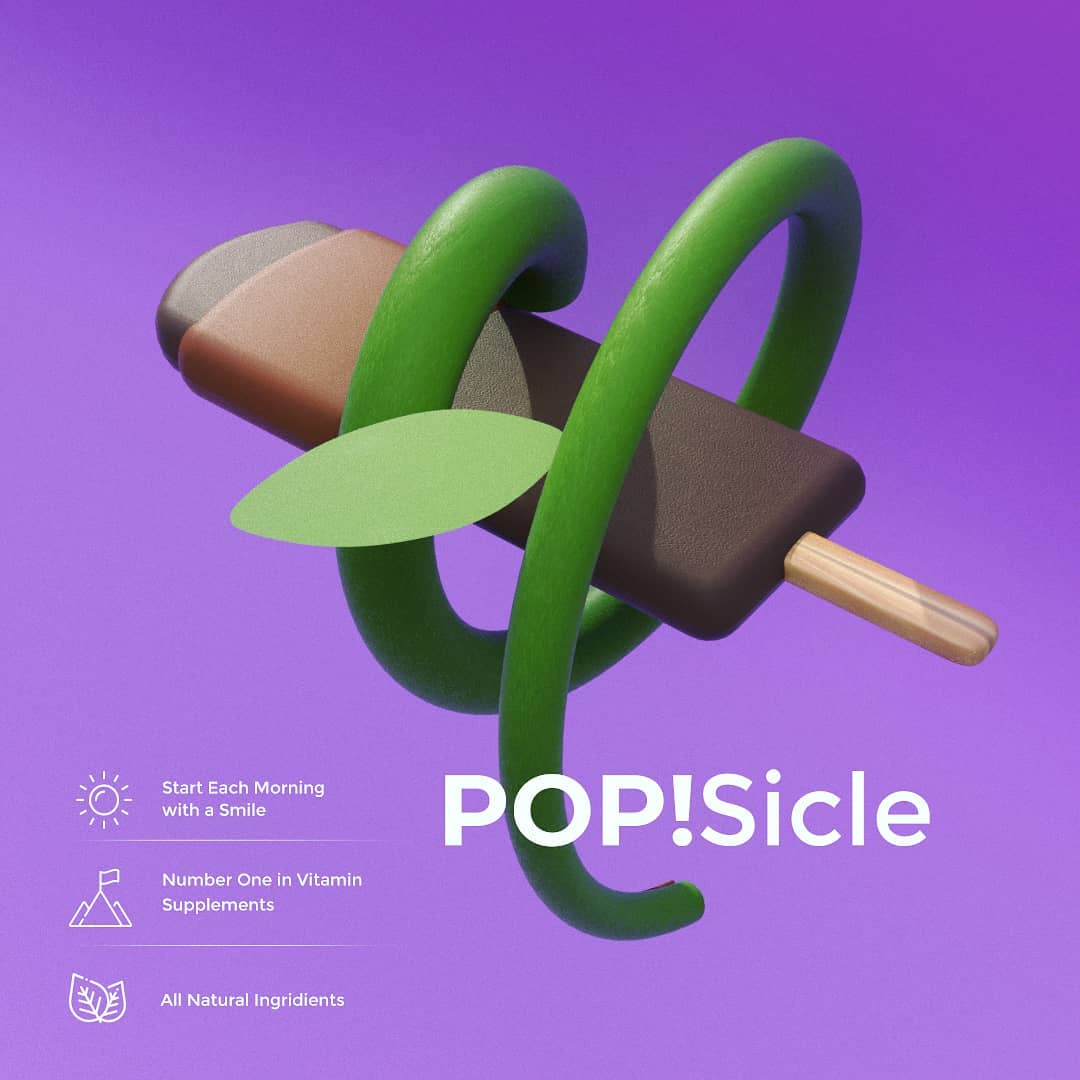 Start Each Morning
with a Smile
POP!Sicle
Number One in Vitamin
Supplements
All Natural Ingridients